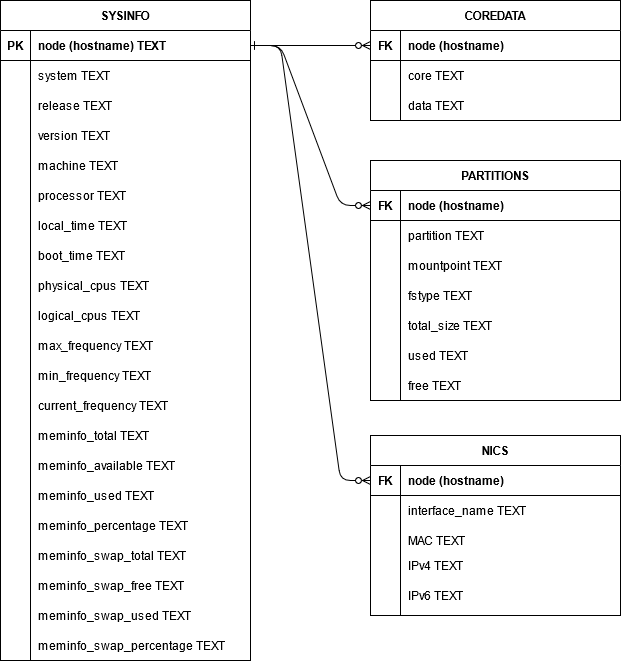 SYSINFO
PK node (hostname) TEXT
system TEXT
release TEXT
version TEXT
machine TEXT
processor TEXT
local_time TEXT
boot_time TEXT
physical_cpus TEXT
logical_cpus TEXT
max_frequency TEXT
min_frequency TEXT
current_frequency TEXT
meminfo_total TEXT
meminfo_available TEXT
meminfo_used TEXT
meminfo_percentage TEXT
meminfo_swap_total TEXT
meminfo_swap_free TEXT
meminfo_swap_used TEXT
meminfo_swap_percentage TEXT
COREDATA
FK node (hostname)
core TEXT
data TEXT
PARTITIONS
FK node (hostname)
partition TEXT
mountpoint TEXT
fstype TEXT
total_size TEXT
used TEXT
free TEXT
NICS
FK node (hostname)
interface_name TEXT
MAC TEXT
IPv4 TEXT
IPv6 TEXT